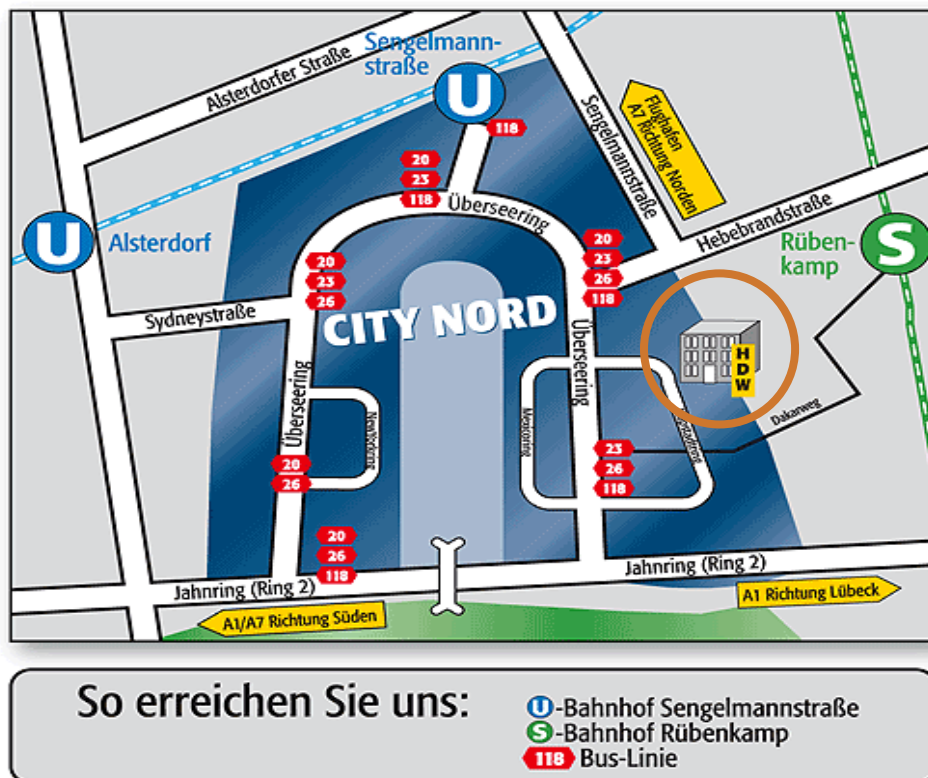 Sengelmann-
straße
U
118
Alsterdorfer Straße
Sengelmannstraße
Flughafen
A7 Richtung Norden
20
23
118
Überseering
Hebebrandstraße
U
Alsterdorf
20
23
26
118
Rüben-
kamp
S
20
23
26
Sydneystraße
CITY NORD
Überseering
Überseering
HDW
NewYorkring
Mexicoring
Dakarweg
20
26
23
26
118
20
26
118
Jahnring (Ring 2)
Jahnring (Ring 2)
A1/A7 Richtung Süden
A1 Richtung Lübeck
So erreichen Sie uns:
U-Bahnhof Sengelmannstraße
S-Bahnhof Rübenkamp
118 Bus-Linie